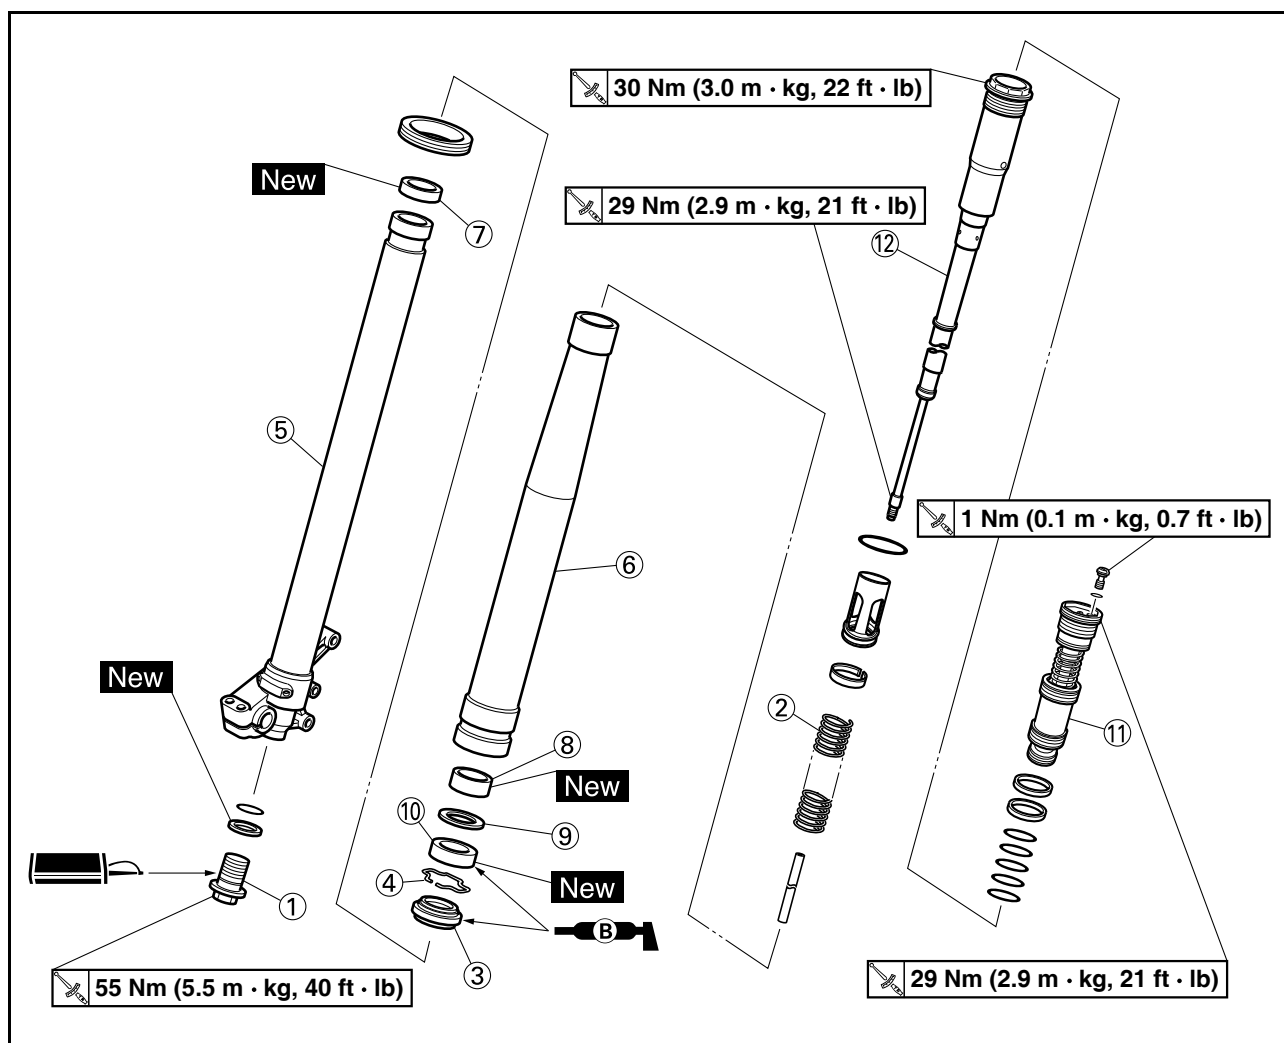 30 Nm (3.0 m · kg, 22 ft · lb)
New
⑦
29 Nm (2.9 m · kg, 21 ft · lb)
⑫
⑤
⑥
1 Nm (0.1 m · kg, 0.7 ft · lb)
New
②
⑪
⑧
New
⑩
⑨
④
New
①
B
③
55 Nm (5.5 m · kg, 40 ft · lb)
29 Nm (2.9 m · kg, 21 ft · lb)